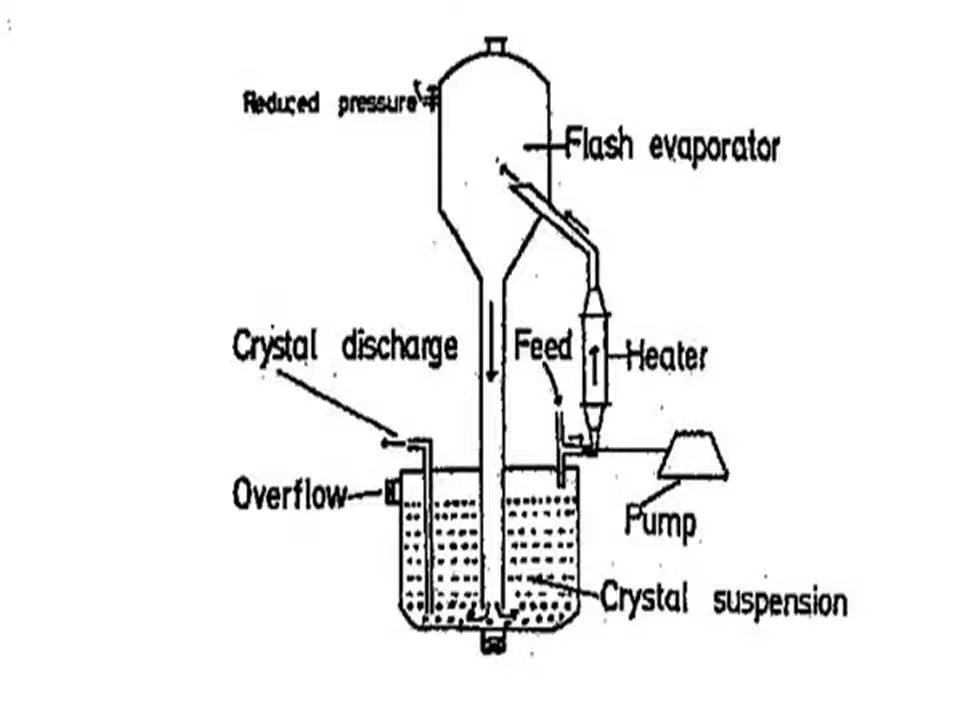 Reduced pressure
Flash evaporator
Crystal discharge
Feed
Heater
Overflow
Pump
Crystal suspension